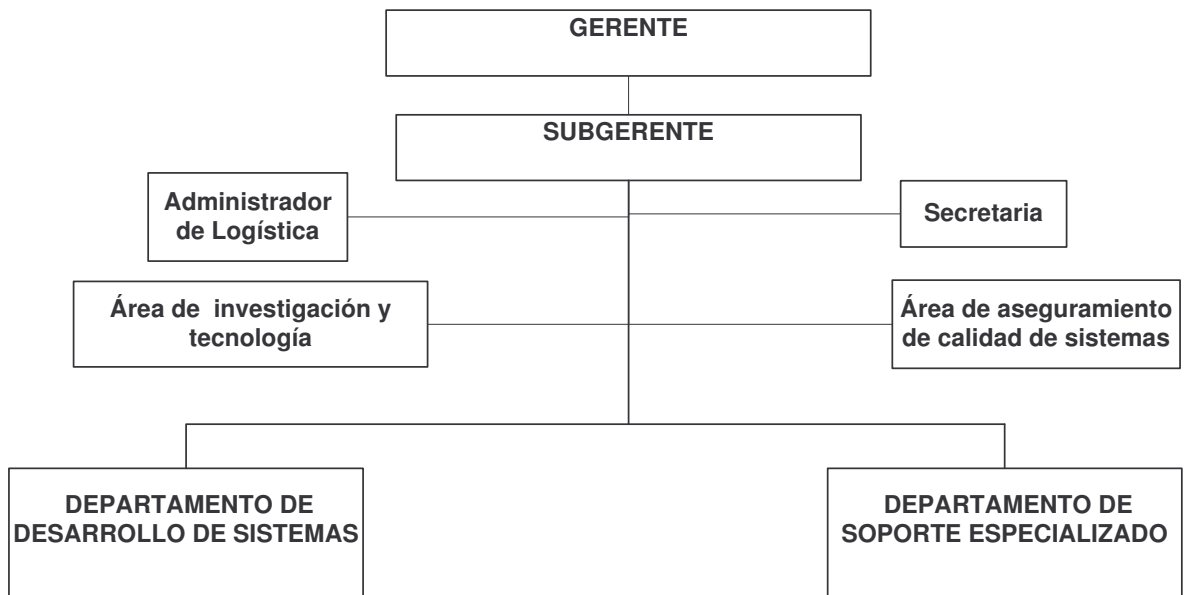 GERENTE
SUBGERENTE
Administrador
de Logística
Secretaria
Área de investigación y
tecnología
Área de aseguramiento
de calidad de sistemas
DEPARTAMENTO DE
DESARROLLO DE SISTEMAS
DEPARTAMENTO DE
SOPORTE ESPECIALIZADO